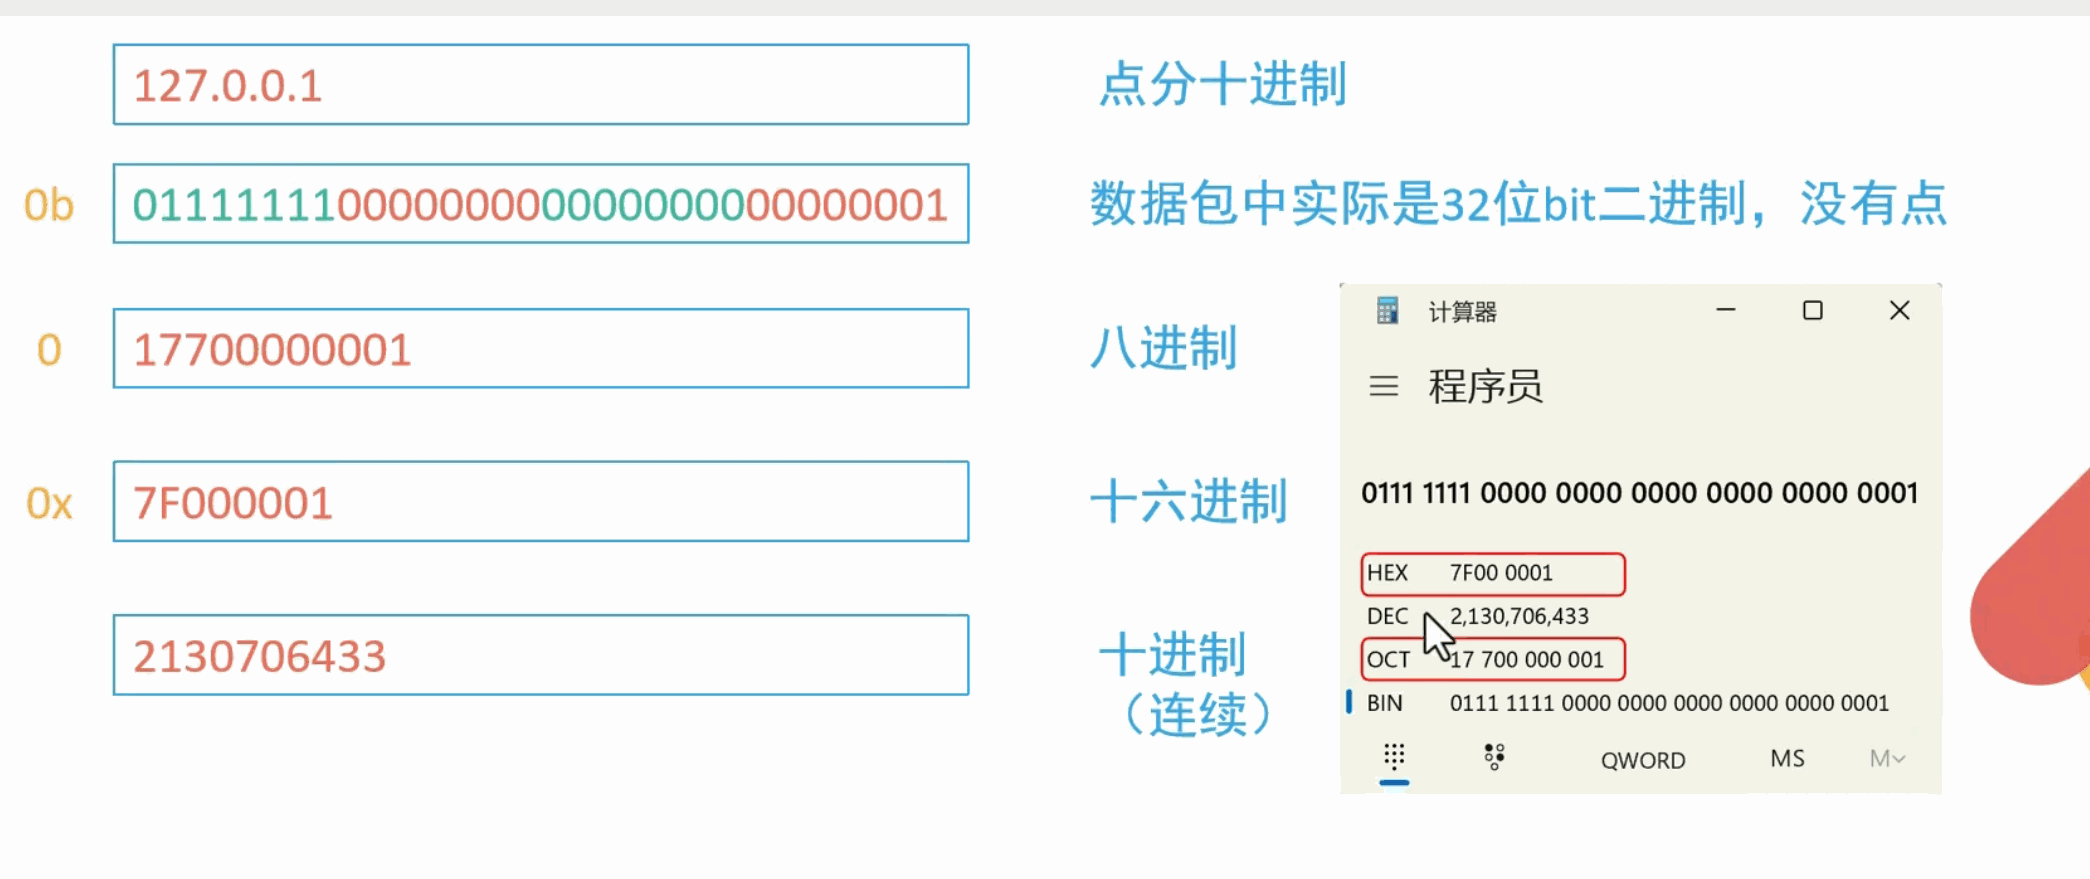 127.0.0.1
点分十进制
0b
01111111000000000000000000000001
数据包中实际是32位bit二进制，没有点
0
17700000001
八进制
0x
7F000001
十六进制
2130706433
十进制
（连续）
计算器
程序员
0111 1111 0000 0000 0000 0000 0000 0001
HEX 7F00 0001
DEC 2,130,706,433
OCT 17 700 000 001
BIN 0111 1111 0000 0000 0000 0000 0000 0001
QWORD MS M